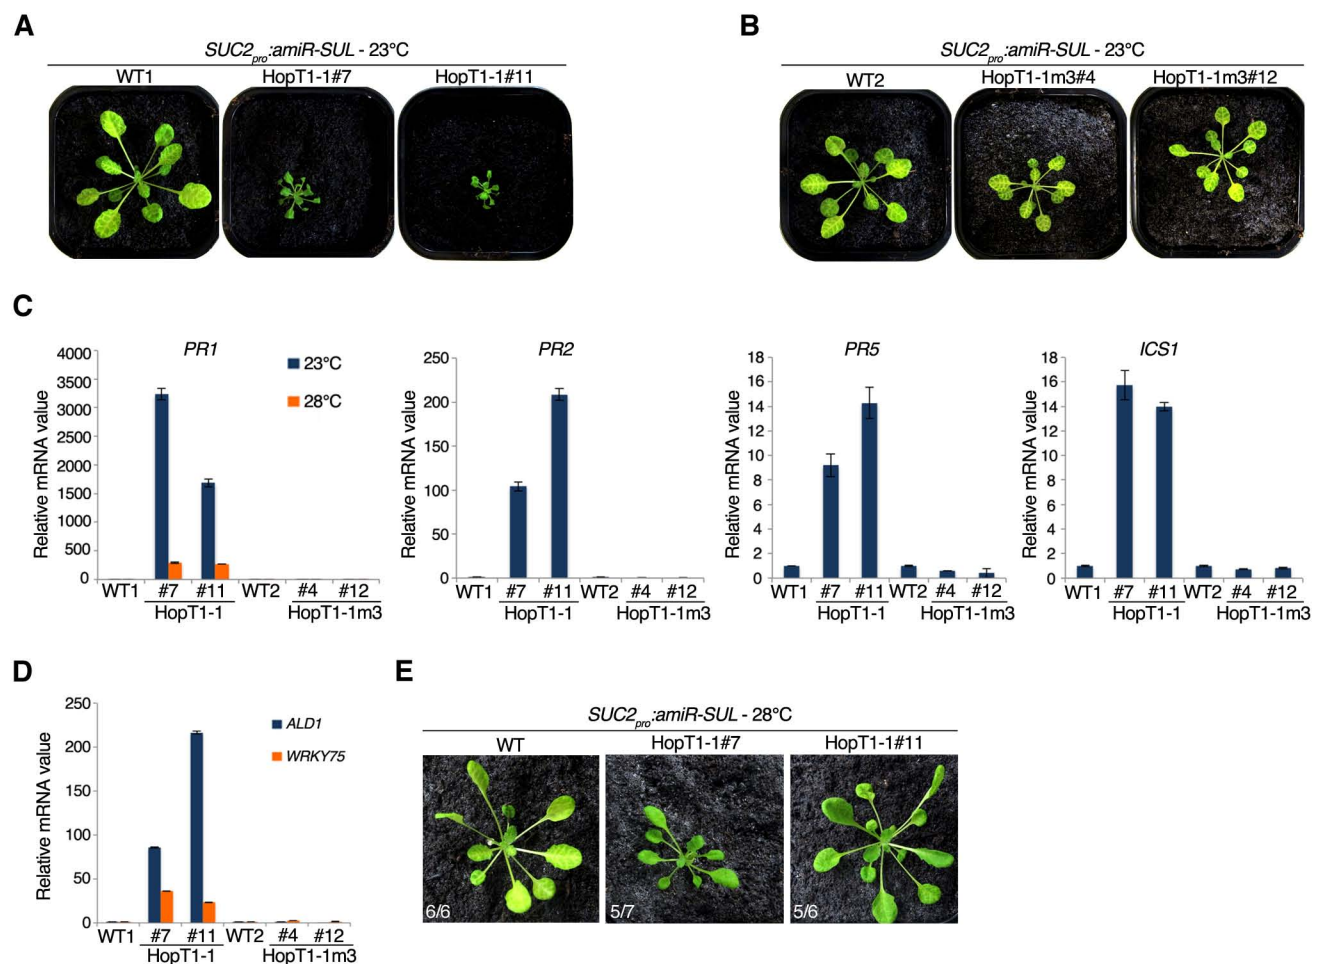 A
SUC2pro:amiR-SUL - 23°C
WT1 HopT1-1#7 HopT1-1#11
B
SUC2pro:amiR-SUL - 23°C
WT2 HopT1-1m3#4 HopT1-1m3#12
C
PR1
Relative mRNA value
4000
3500
3000
2500
2000
1500
1000
500
0
23°C
28°C
WT1 #7 #11 WT2 #4 #12
HopT1-1 HopT1-1m3
PR2
Relative mRNA value
250
200
150
100
50
0
WT1 #7 #11 WT2 #4 #12
HopT1-1 HopT1-1m3
PR5
Relative mRNA value
18
16
14
12
10
8
6
4
2
0
WT1 #7 #11 WT2 #4 #12
HopT1-1 HopT1-1m3
ICS1
Relative mRNA value
18
16
14
12
10
8
6
4
2
0
WT1 #7 #11 WT2 #4 #12
HopT1-1 HopT1-1m3
D
Relative mRNA value
250
200
150
100
50
0
ALD1
WRKY75
WT1 #7 #11 WT2 #4 #12
HopT1-1 HopT1-1m3
E
SUC2pro:amiR-SUL - 28°C
WT HopT1-1#7 HopT1-1#11
6/6 5/7 5/6